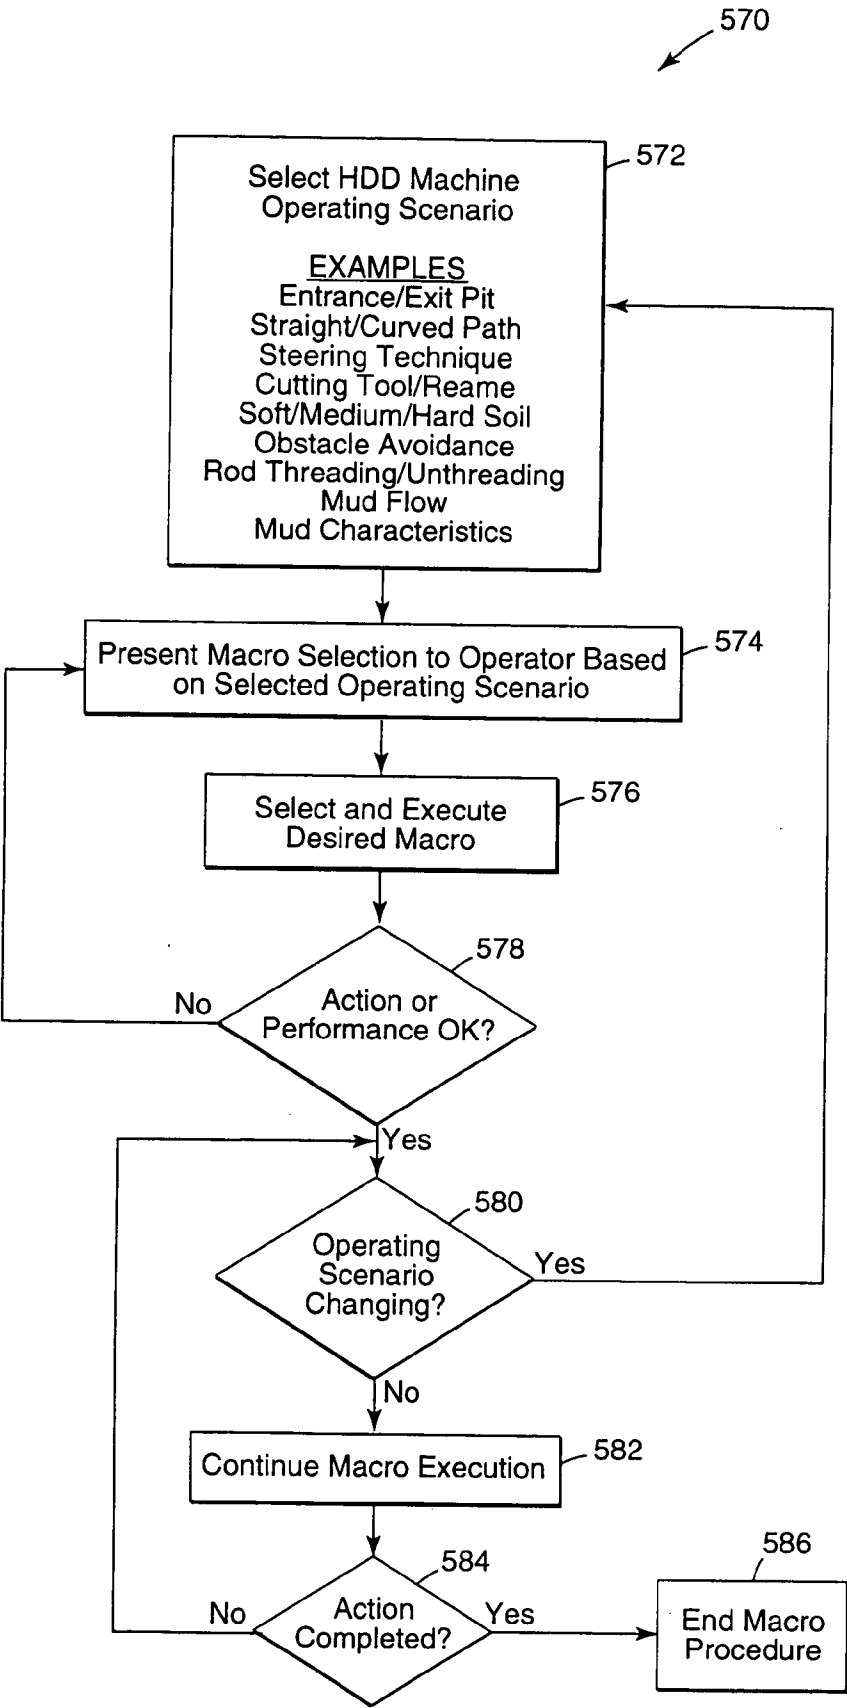 570
572
Select HDD Machine
Operating Scenario
EXAMPLES
Entrance/Exit Pit
Straight/Curved Path
Steering Technique
Cutting Tool/Reame
Soft/Medium/Hard Soil
Obstacle Avoidance
Rod Threading/Unthreading
Mud Flow
Mud Characteristics
574
Present Macro Selection to Operator Based
on Selected Operating Scenario
576
Select and Execute
Desired Macro
578
Action or
Performance OK?
No
Yes
580
Operating
Scenario
Changing?
Yes
No
582
Continue Macro Execution
584
Action
Completed?
No
Yes
586
End Macro
Procedure